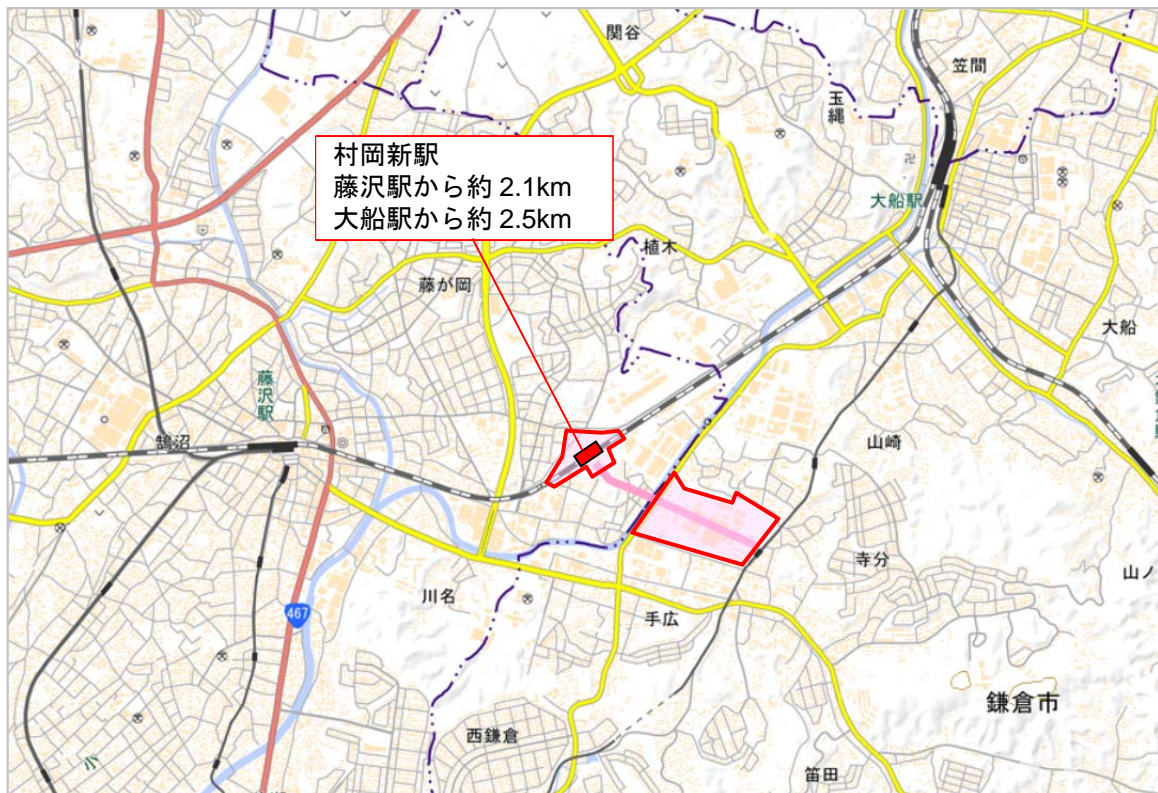 関谷
笠間
玉縄
村岡新駅
藤沢駅から約 2.1km
大船駅から約 2.5km
大船駅
植木
藤が岡
大船
藤沢駅
鵠沼
山崎
寺分
山ノ
川名
467
手広
鎌倉市
西鎌倉
小
笛田